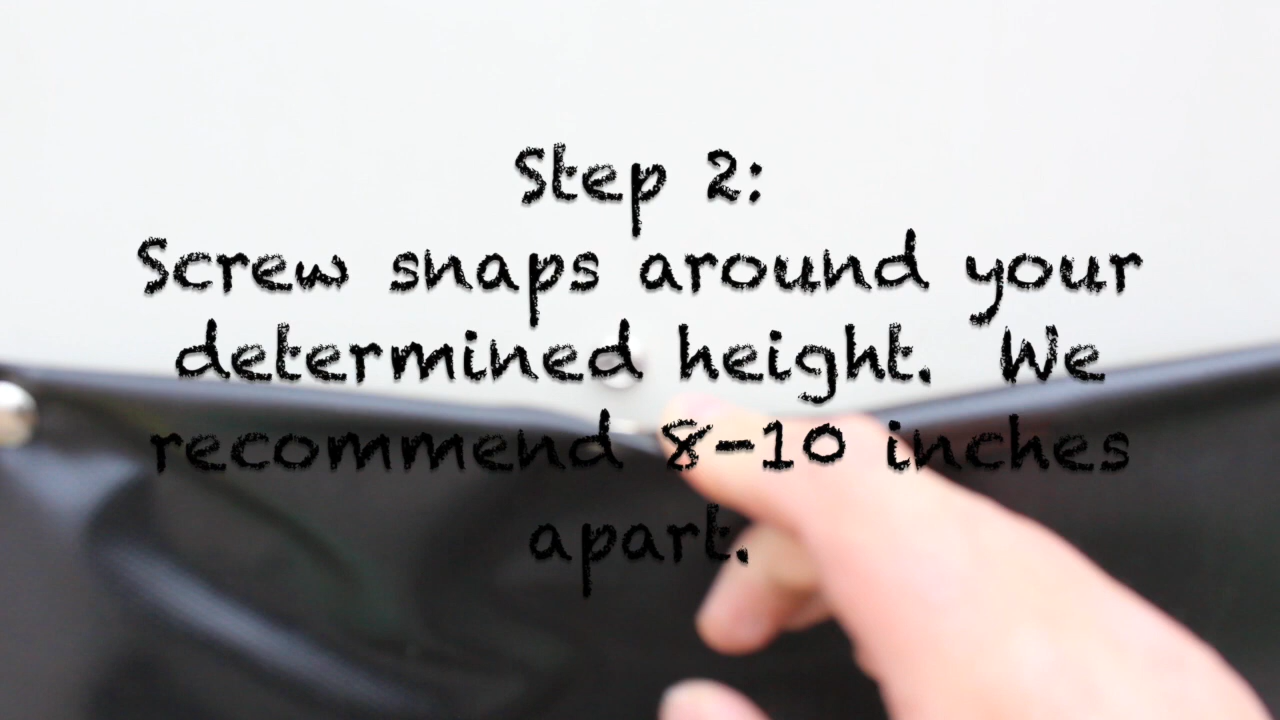 Step 2:
Screw snaps around your
determined height. We
recommend 8-10 inches
apart.